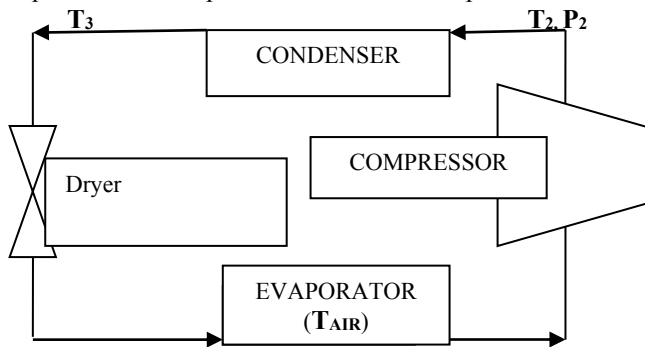 T3
T2, P2
CONDENSER
COMPRESSOR
Dryer
EVAPORATOR
(TAIR)